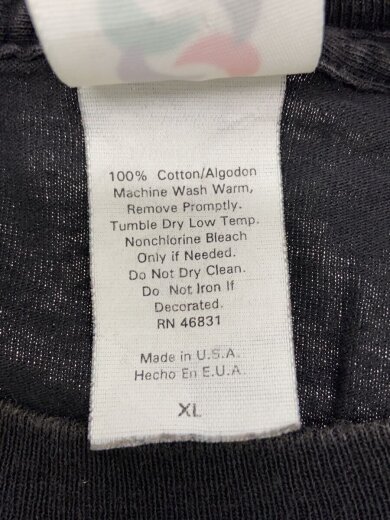 100% Cotton/Algodon
Machine Wash Warm,
Remove Promptly.
Tumble Dry Low Temp.
Nonchlorine Bleach
Only if Needed.
Do Not Dry Clean.
Do Not Iron If
Decorated.
RN 46831
Made in U.S.A.
Hecho En E.U.A.
XL